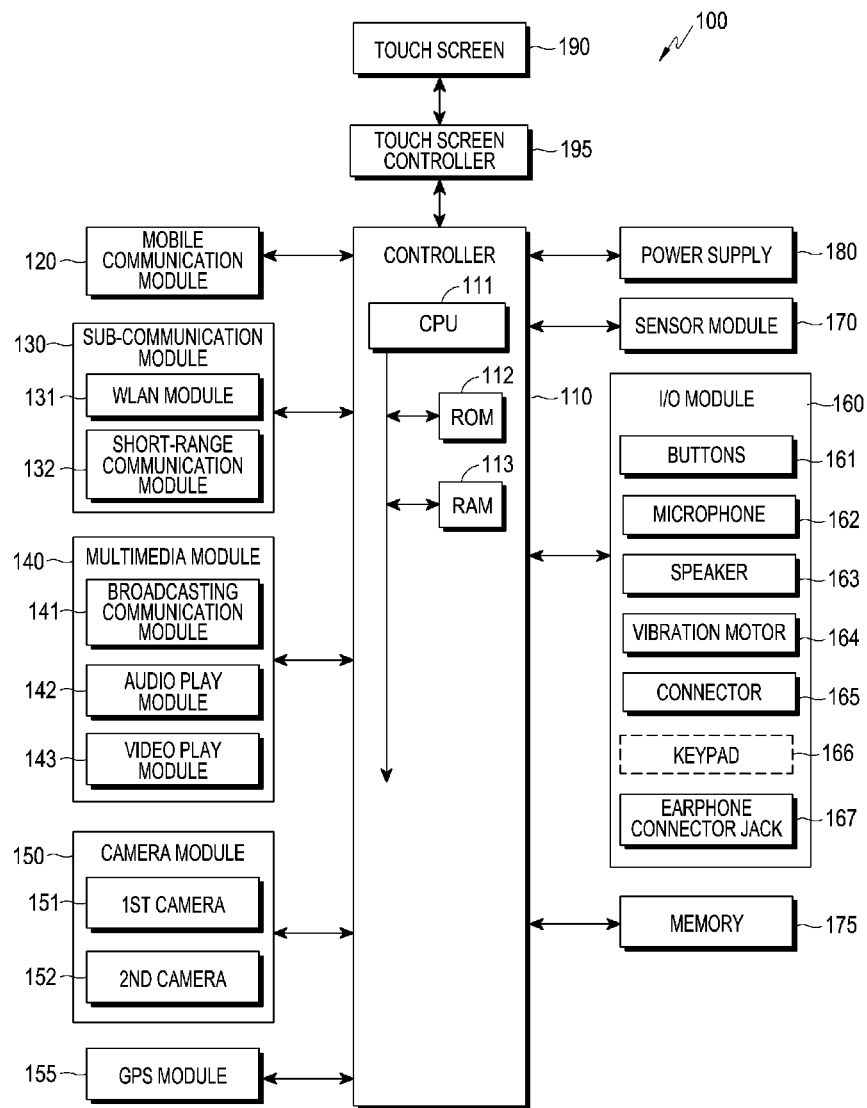 100
TOUCH SCREEN
190
TOUCH SCREEN
CONTROLLER
195
120
MOBILE
COMMUNICATION
MODULE
130
SUB-COMMUNICATION
MODULE
131
WLAN MODULE
132
SHORT-RANGE
COMMUNICATION
MODULE
140
MULTIMEDIA MODULE
141
BROADCASTING
COMMUNICATION
MODULE
142
AUDIO PLAY
MODULE
143
VIDEO PLAY
MODULE
150
CAMERA MODULE
151
1ST CAMERA
152
2ND CAMERA
155
GPS MODULE
CONTROLLER
111
CPU
112
ROM
113
RAM
110
POWER SUPPLY
180
SENSOR MODULE
170
I/O MODULE
160
BUTTONS
161
MICROPHONE
162
SPEAKER
163
VIBRATION MOTOR
164
CONNECTOR
165
KEYPAD
166
EARPHONE
CONNECTOR JACK
167
MEMORY
175